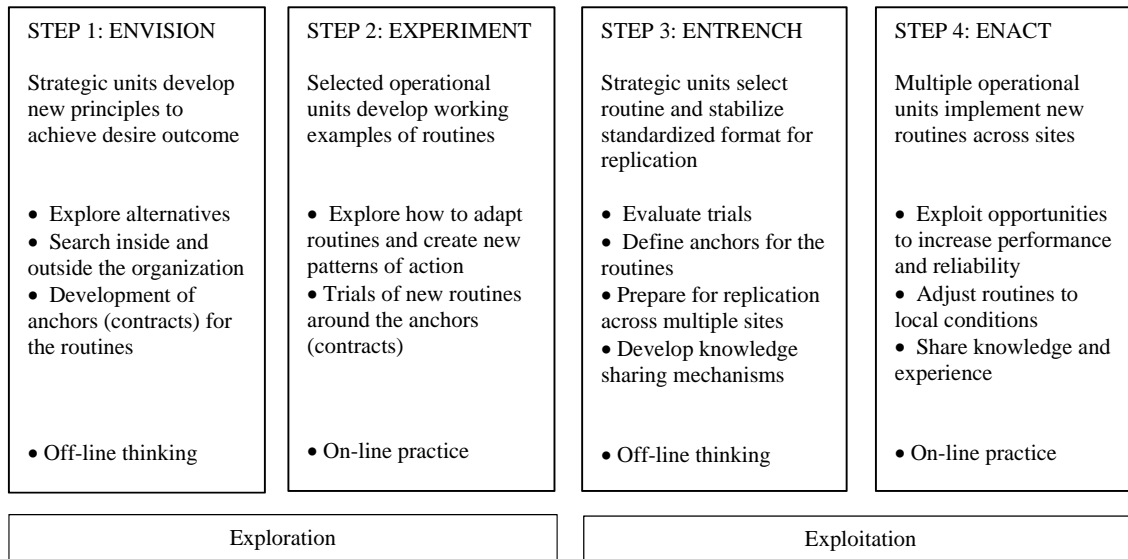 STEP 1: ENVISION
Strategic units develop
new principles to
achieve desire outcome
• Explore alternatives
• Search inside and
outside the organization
• Development of
anchors (contracts) for
the routines
• Off-line thinking
STEP 2: EXPERIMENT
Selected operational
units develop working
examples of routines
• Explore how to adapt
routines and create new
patterns of action
• Trials of new routines
around the anchors
(contracts)
• On-line practice
STEP 3: ENTRENCH
Strategic units select
routine and stabilize
standardized format for
replication
• Evaluate trials
• Define anchors for the
routines
• Prepare for replication
across multiple sites
• Develop knowledge
sharing mechanisms
• Off-line thinking
STEP 4: ENACT
Multiple operational
units implement new
routines across sites
• Exploit opportunities
to increase performance
and reliability
• Adjust routines to
local conditions
• Share knowledge and
experience
• On-line practice
Exploration
Exploitation